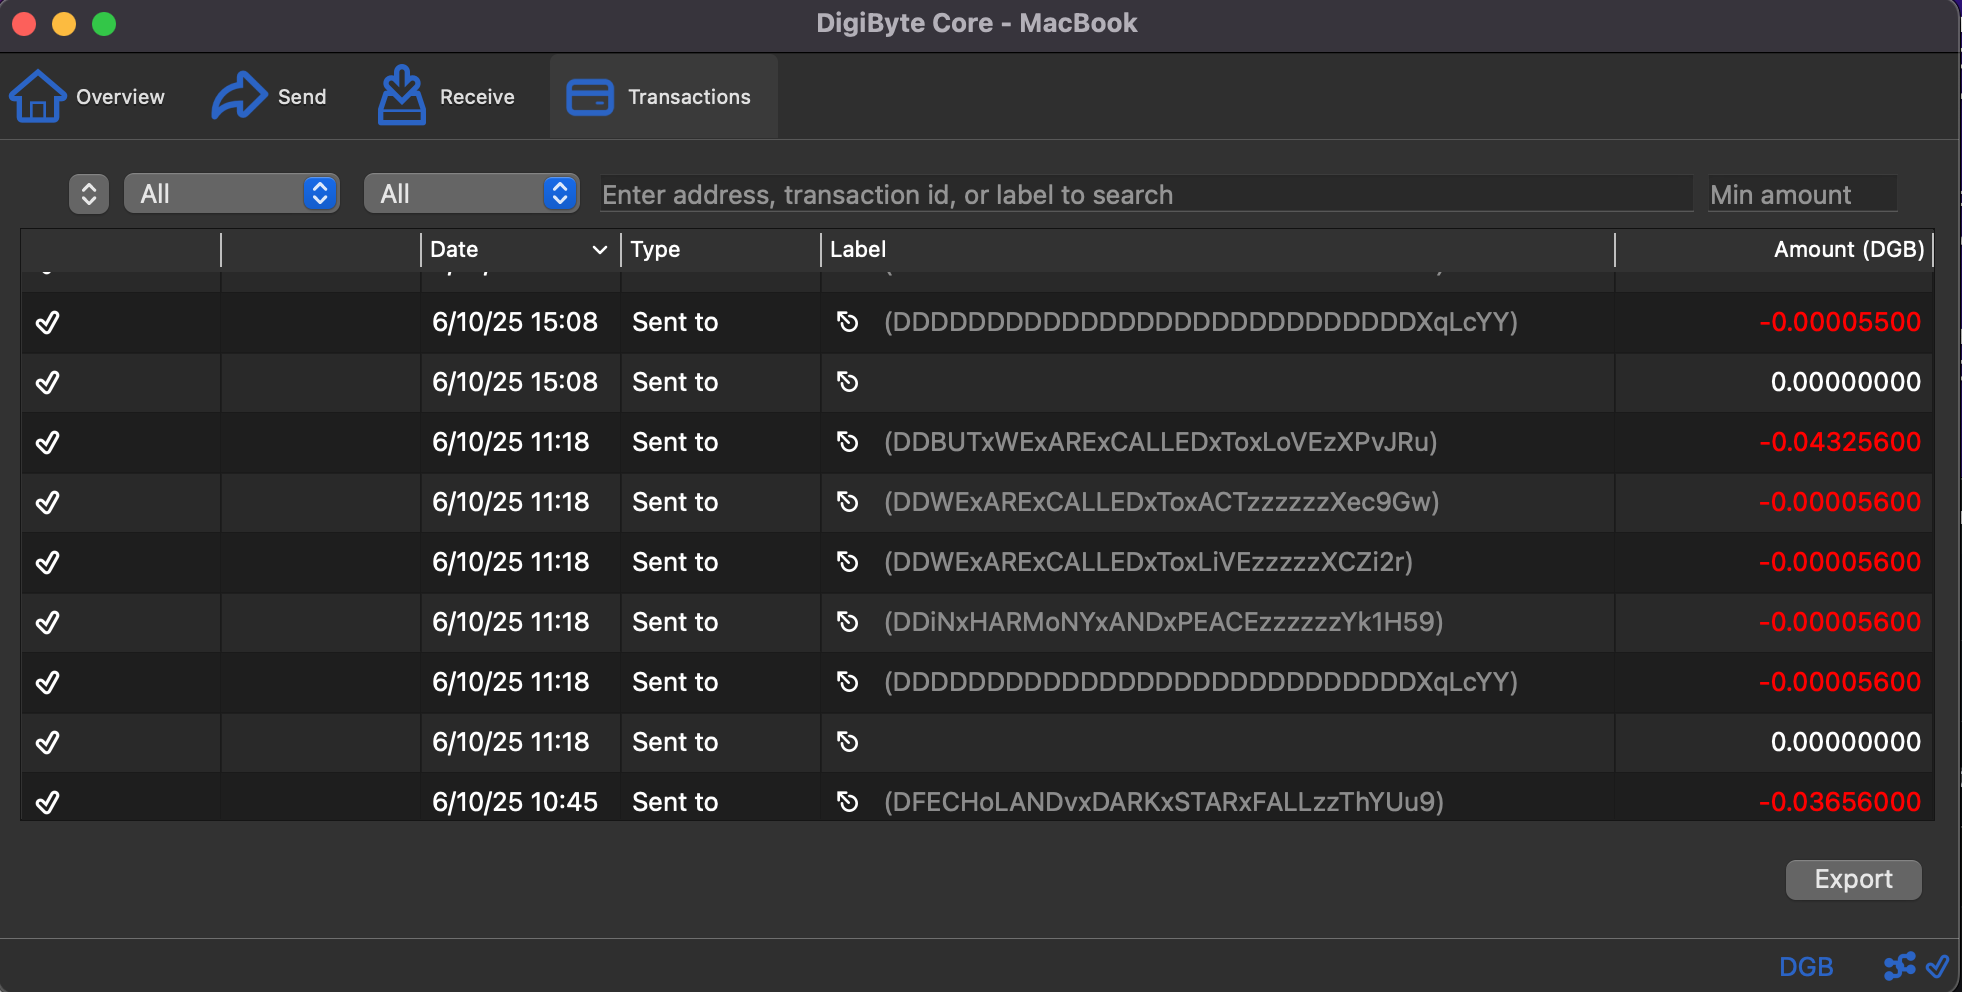 DigiByte Core - MacBook
Overview Send Receive Transactions
All All Enter address, transaction id, or label to search Min amount
Date Type Label Amount (DGB)
6/10/25 15:08 Sent to (DDDDDDDDDDDDDDDDDDDDDDDDDDDDXqLcYY) -0.00005500
6/10/25 15:08 Sent to 0.00000000
6/10/25 11:18 Sent to (DDBUTxWExARExCALLEDxToxLoVEzXPvJRu) -0.04325600
6/10/25 11:18 Sent to (DDWExARExCALLEDxToxACTzzzzzzXec9Gw) -0.00005600
6/10/25 11:18 Sent to (DDWExARExCALLEDxToxLiVEzzzzzXCZi2r) -0.00005600
6/10/25 11:18 Sent to (DDiNxHARMoNYxANDxPEACEzzzzzzYk1H59) -0.00005600
6/10/25 11:18 Sent to (DDDDDDDDDDDDDDDDDDDDDDDDDDDDXqLcYY) -0.00005600
6/10/25 11:18 Sent to 0.00000000
6/10/25 10:45 Sent to (DFECHoLANDvxDARKxSTARxFALLzzThYUu9) -0.03656000
Export
DGB